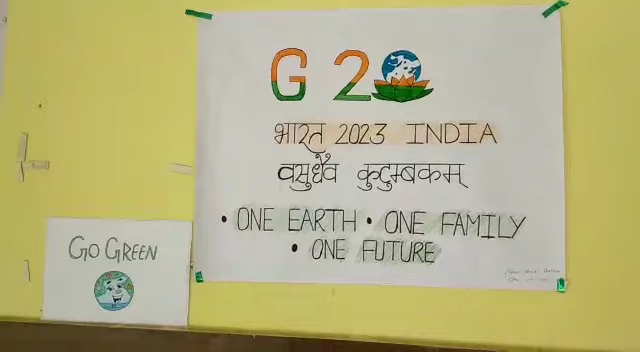 G20
भारत 2023 INDIA
वसुधैव कुटुम्बकम्
• ONE EARTH • ONE FAMILY
• ONE FUTURE
GO GREEN